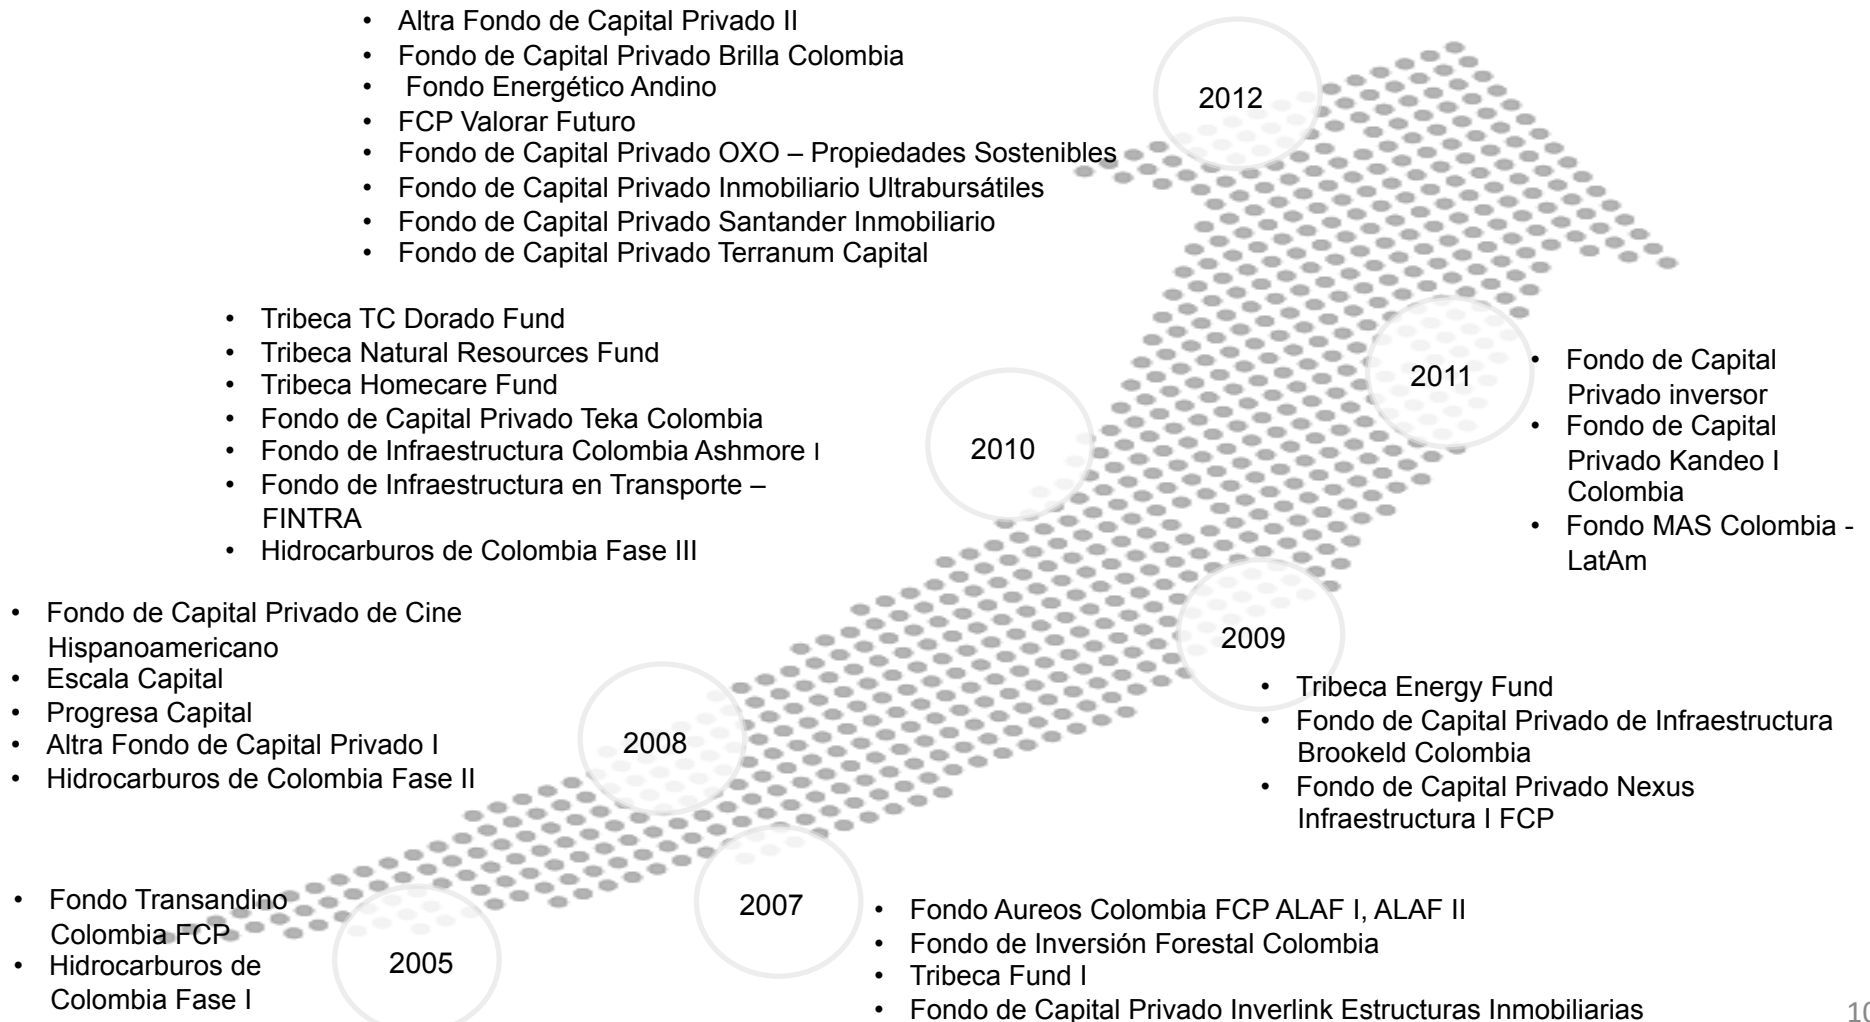 • Altra Fondo de Capital Privado II
• Fondo de Capital Privado Brilla Colombia
• Fondo Energético Andino
• FCP Valorar Futuro
• Fondo de Capital Privado OXO – Propiedades Sostenibles
• Fondo de Capital Privado Inmobiliario Ultrabursátiles
• Fondo de Capital Privado Santander Inmobiliario
• Fondo de Capital Privado Terranum Capital
2012
• Tribeca TC Dorado Fund
• Tribeca Natural Resources Fund
• Tribeca Homecare Fund
• Fondo de Capital Privado Teka Colombia
• Fondo de Infraestructura Colombia Ashmore I
• Fondo de Infraestructura en Transporte –
FINTRA
• Hidrocarburos de Colombia Fase III
2010
2011
• Fondo de Capital
Privado inversor
• Fondo de Capital
Privado Kandeo I
Colombia
• Fondo MAS Colombia -
LatAm
• Fondo de Capital Privado de Cine
Hispanoamericano
• Escala Capital
• Progresa Capital
• Altra Fondo de Capital Privado I
• Hidrocarburos de Colombia Fase II
2008
2009
• Tribeca Energy Fund
• Fondo de Capital Privado de Infraestructura
Brookeld Colombia
• Fondo de Capital Privado Nexus
Infraestructura I FCP
• Fondo Transandino
Colombia FCP
• Hidrocarburos de
Colombia Fase I
2005
2007
• Fondo Aureos Colombia FCP ALAF I, ALAF II
• Fondo de Inversión Forestal Colombia
• Tribeca Fund I
• Fondo de Capital Privado Inverlink Estructuras Inmobiliarias
10